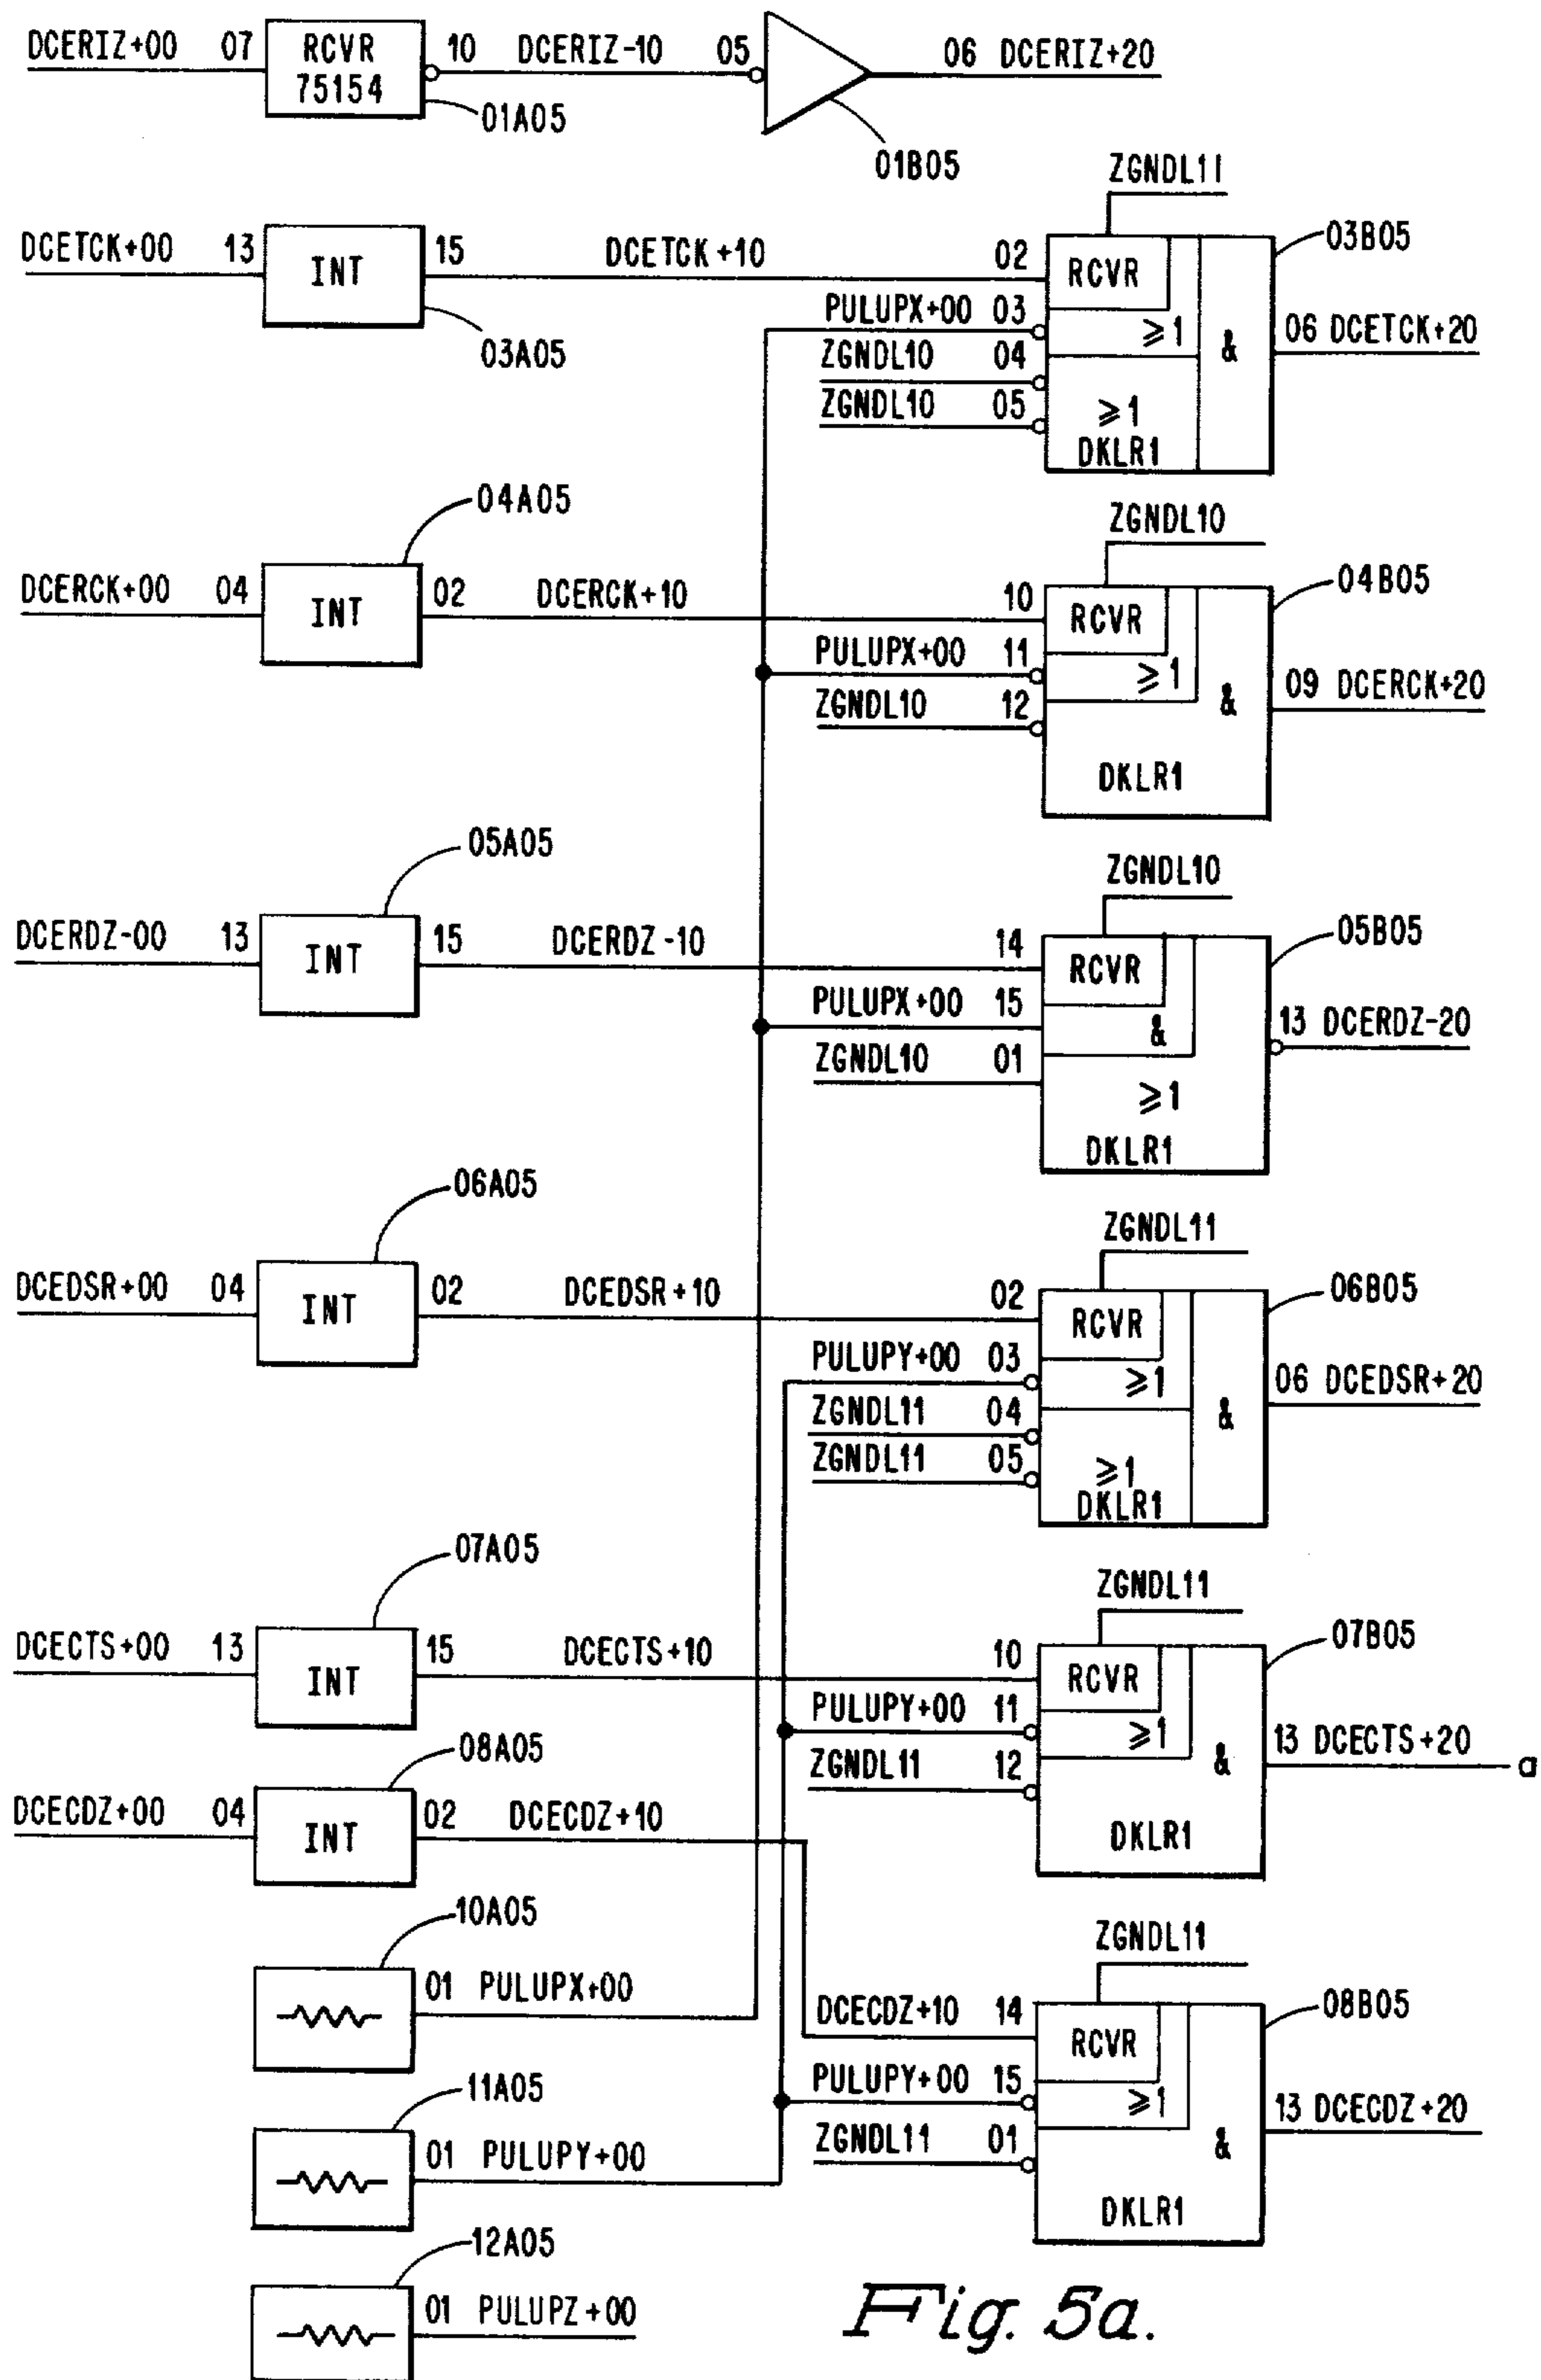 DCERIZ+00 07 RCVR 75154 10 DCERIZ-10 05 06 DCERIZ+20
01A05
01B05
ZGNDL11
03B05
DCETCK+00 13 INT 15 DCETCK+10 02 RCVR
03A05
PULUPX+00 03 ≥1
ZGNDL10 04
ZGNDL10 05 ≥1
& 06 DCETCK+20
DKLR1
04A05
ZGNDL10
04B05
DCERCK+00 04 INT 02 DCERCK+10 10 RCVR
PULUPX+00 11 ≥1
ZGNDL10 12
& 09 DCERCK+20
DKLR1
05A05
ZGNDL10
05B05
DCERDZ-00 13 INT 15 DCERDZ-10 14 RCVR
PULUPX+00 15 &
13 DCERDZ-20
ZGNDL10 01
≥1
DKLR1
06A05
ZGNDL11
06B05
DCEDSR+00 04 INT 02 DCEDSR+10 02 RCVR
PULUPY+00 03 ≥1
ZGNDL11 04
& 06 DCEDSR+20
ZGNDL11 05 ≥1
DKLR1
07A05
ZGNDL11
07B05
DCECTS+00 13 INT 15 DCECTS+10 10 RCVR
PULUPY+00 11 ≥1
ZGNDL11 12
& 13 DCECTS+20 a
DKLR1
08A05
DCECDZ+00 04 INT 02 DCECDZ+10
10A05
01 PULUPX+00
ZGNDL11
08B05
DCECDZ+10 14 RCVR
PULUPY+00 15 ≥1
ZGNDL11 01
& 13 DCECDZ+20
DKLR1
11A05
01 PULUPY+00
12A05
01 PULUPZ+00
Fig. 5a.